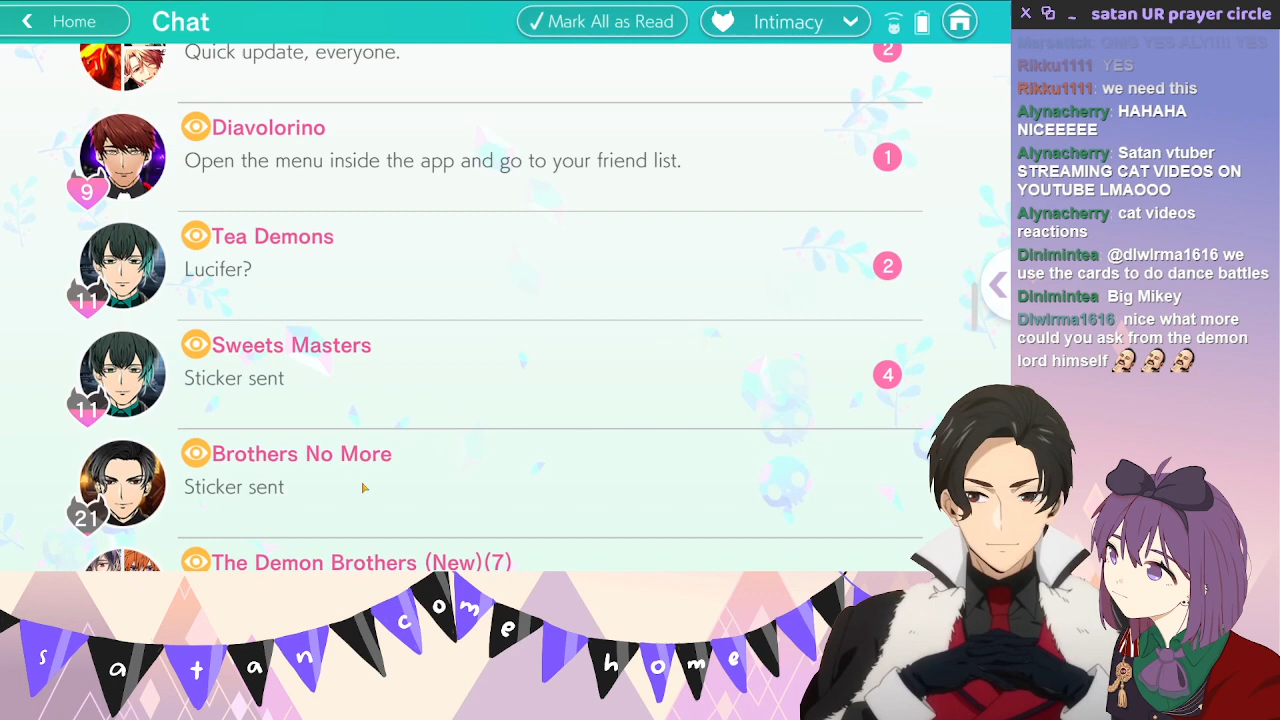 Home
Chat
✓Mark All as Read
Intimacy
Quick update, everyone.
2
Diavolorino
Open the menu inside the app and go to your friend list.
1
9
Tea Demons
Lucifer?
2
11
Sweets Masters
Sticker sent
4
11
Brothers No More
Sticker sent
21
The Demon Brothers (New)(7)
satan come home
satan UR prayer circle
Rikku1111: YES
Rikku1111: we need this
Alynacherry: HAHAHA
NICEEEEE
Alynacherry: Satan vtuber
STREAMING CAT VIDEOS ON
YOUTUBE LMAOOO
Alynacherry: cat videos
reactions
Dinimintea: @dlwlrma1616 we
use the cards to do dance battles
Dinimintea: Big Mikey
Dlwlrma1616: nice what more
could you ask from the demon
lord himself